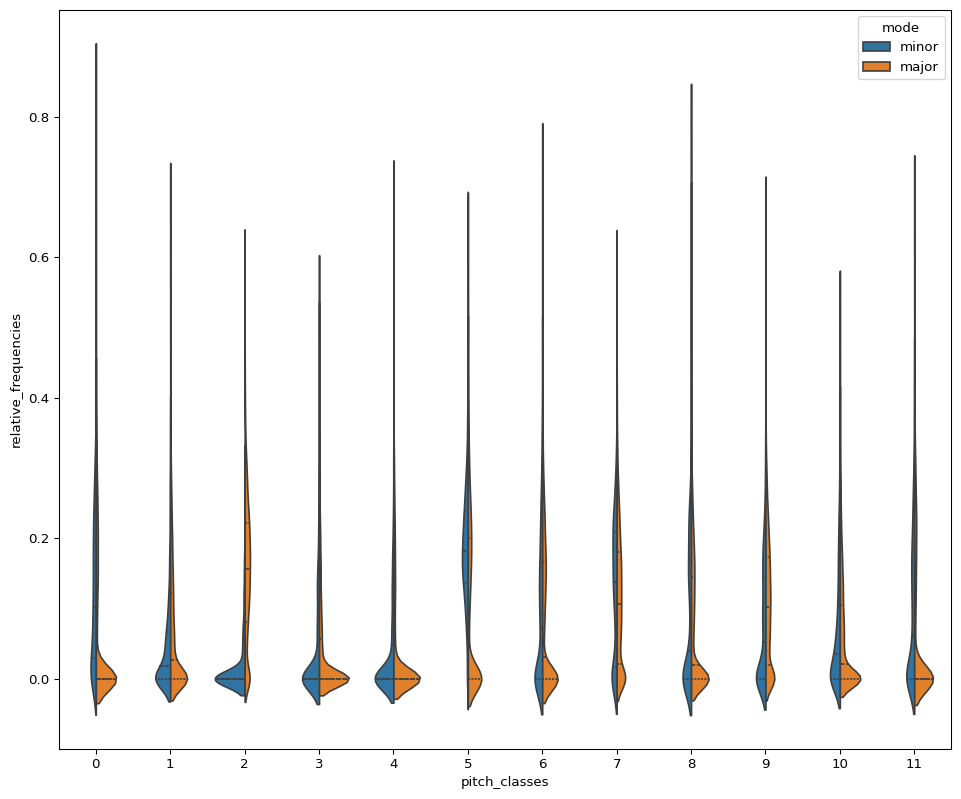 mode
minor
major
0.8
0.6
0.4
0.2
0.0
relative_frequencies
0 1 2 3 4 5 6 7 8 9 10 11
pitch_classes